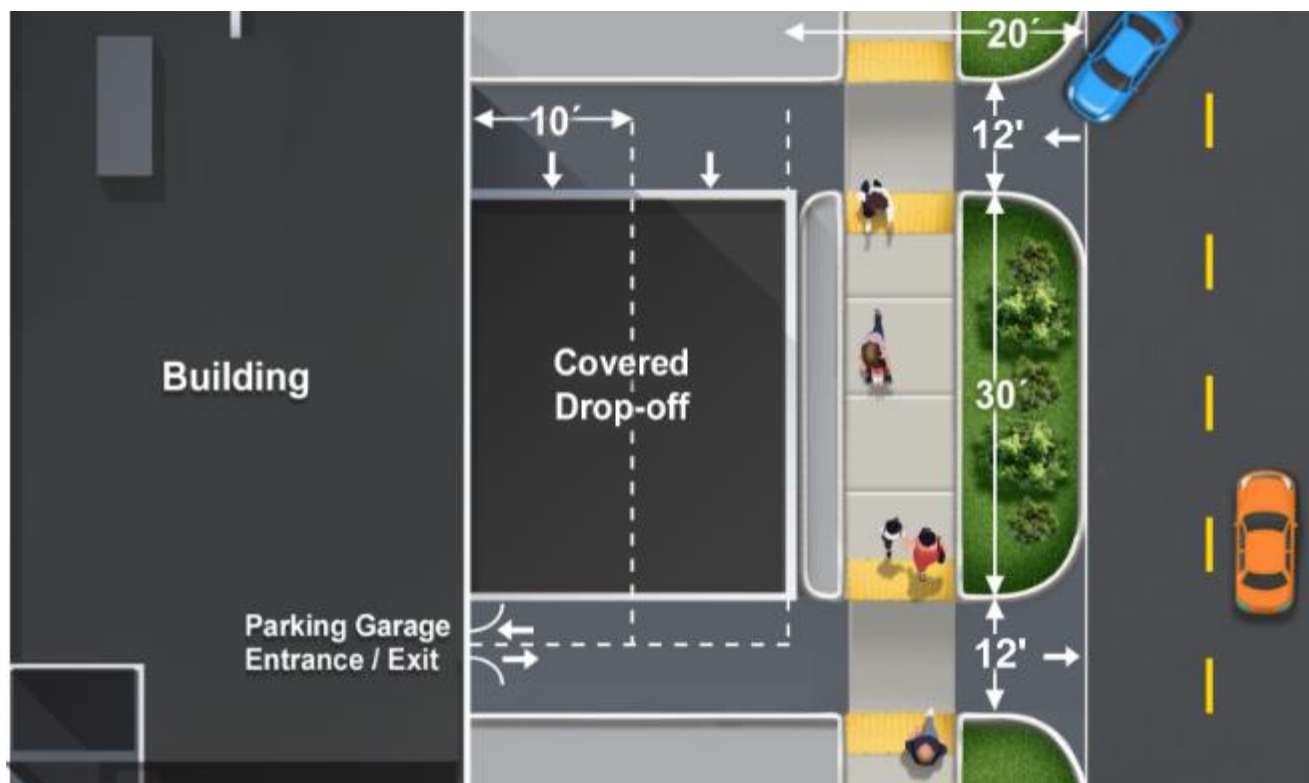 20´
10´
12'
Building
Covered
Drop-off
30´
Parking Garage
Entrance / Exit
12'